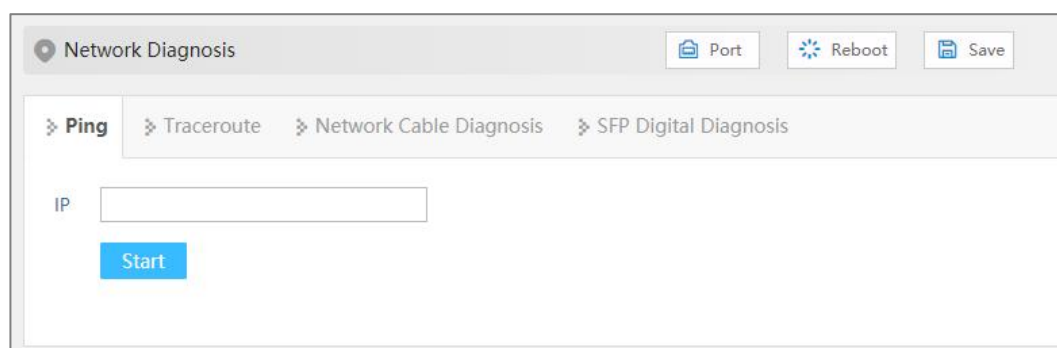 Network Diagnosis Port Reboot Save
Ping Traceroute Network Cable Diagnosis SFP Digital Diagnosis
IP
Start